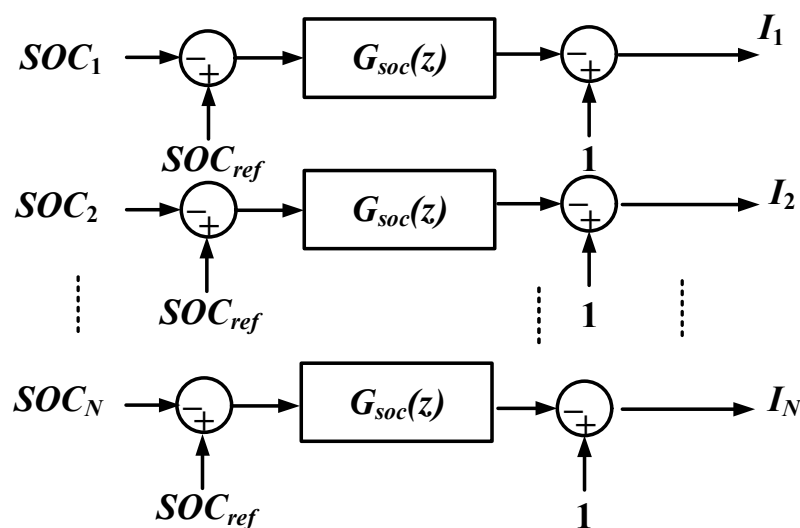 SOC₁ − + G_soc(z) − + I₁
SOC_ref 1
SOC₂ − + G_soc(z) − + I₂
SOC_ref 1
SOC_N − + G_soc(z) − + I_N
SOC_ref 1